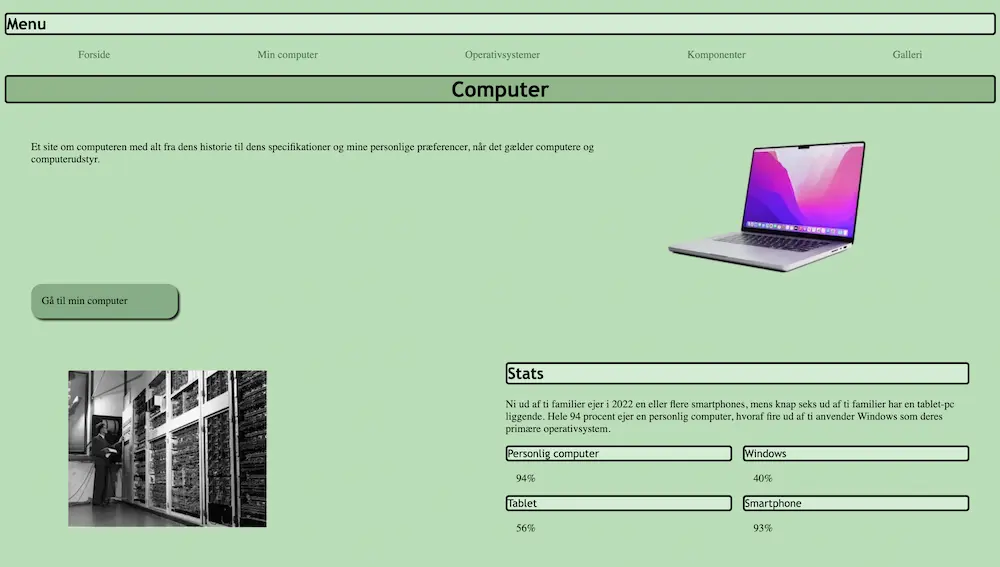 Menu
Forside Min computer Operativsystemer Komponenter Galleri
Computer
Et site om computeren med alt fra dens historie til dens specifikationer og mine personlige præferencer, når det gælder computere og
computerudstyr.
Gå til min computer
Stats
Ni ud af ti familier ejer i 2022 en eller flere smartphones, mens knap seks ud af ti familier har en tablet-pc
liggende. Hele 94 procent ejer en personlig computer, hvoraf fire ud af ti anvender Windows som deres
primære operativsystem.
Personlig computer Windows
94% 40%
Tablet Smartphone
56% 93%